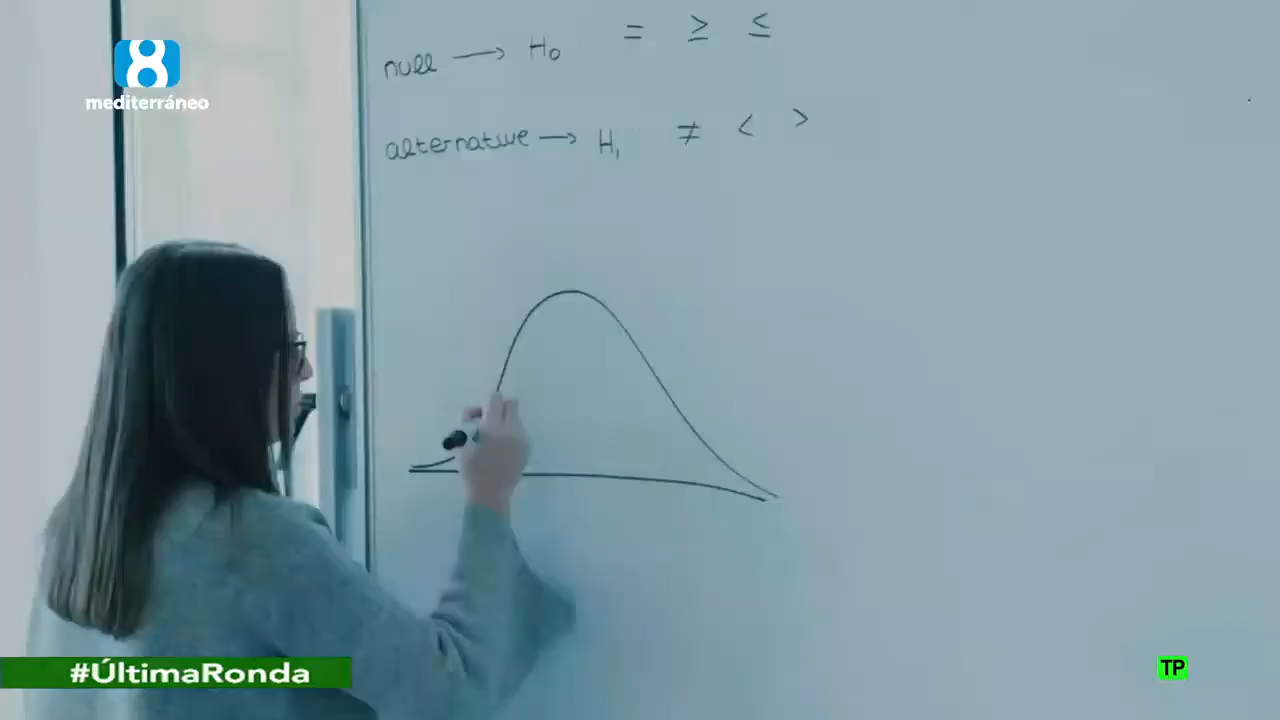 8
mediterráneo
null → H₀ = ≥ ≤
alternative → H₁ ≠ < >
#ÚltimaRonda
TP